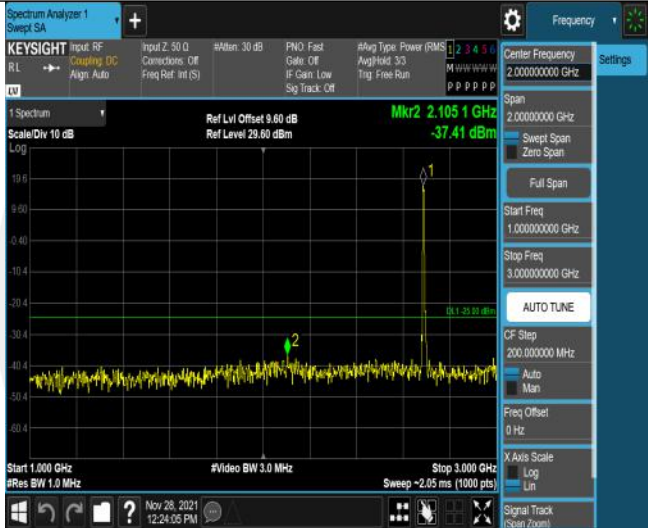 Spectrum Analyzer 1
Swept SA
+
Frequency
KEYSIGHT
RL
LV
Input: RF
Coupling: DC
Align: Auto
Input Z: 50 Ω
Corrections: Off
Freq Ref: Int (S)
#Atten: 30 dB
PNO: Fast
Gate: Off
IF Gain: Low
Sig Track: Off
#Avg Type: Power (RMS
Avg|Hold: 3/3
Trig: Free Run
1 2 3 4 5 6
M W W W W W
P P P P P P
1 Spectrum
Scale/Div 10 dB
Log
Ref Lvl Offset 9.60 dB
Ref Level 29.60 dBm
Mkr2 2.105 1 GHz
-37.41 dBm
19.6
9.60
-0.40
-10.4
-20.4
-30.4
-40.4
-50.4
-60.4
1
2
DL1 -25.00 dBm
Start 1.000 GHz
#Res BW 1.0 MHz
#Video BW 3.0 MHz
Stop 3.000 GHz
Sweep ~2.05 ms (1000 pts)
?
Nov 28, 2021
12:24:05 PM
Center Frequency
2.000000000 GHz
Settings
Span
2.00000000 GHz
Swept Span
Zero Span
Full Span
Start Freq
1.000000000 GHz
Stop Freq
3.000000000 GHz
AUTO TUNE
CF Step
200.000000 MHz
Auto
Man
Freq Offset
0 Hz
X Axis Scale
Log
Lin
Signal Track
(Span Zoom)